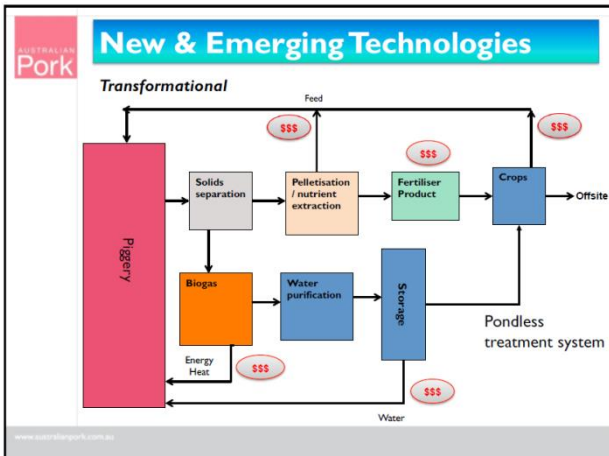 AUSTRALIAN
Pork
New & Emerging Technologies
Transformational
Feed
$$$
$$$
$$$
Piggery
Solids
separation
Pelletisation
/ nutrient
extraction
Fertiliser
Product
Crops
Offsite
Biogas
Water
purification
Storage
Pondless
treatment system
Energy
Heat
$$$
$$$
Water
www.australianpork.com.au